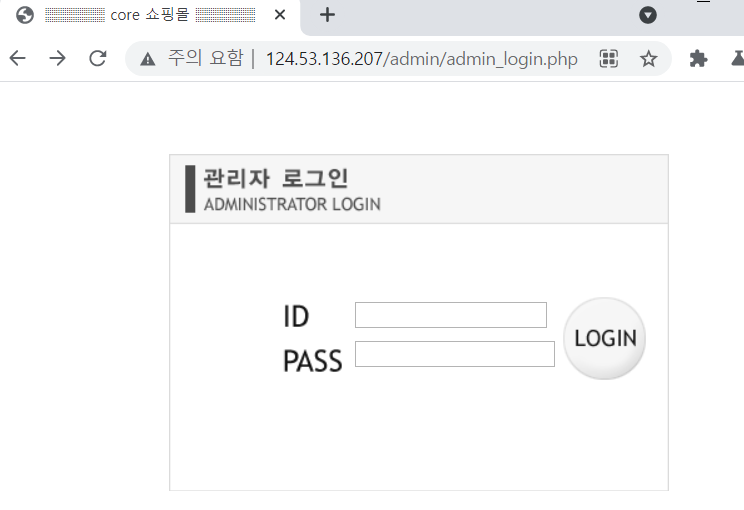 core 쇼핑몰
주의 요함 | 124.53.136.207/admin/admin_login.php
관리자 로그인
ADMINISTRATOR LOGIN
ID
PASS
LOGIN